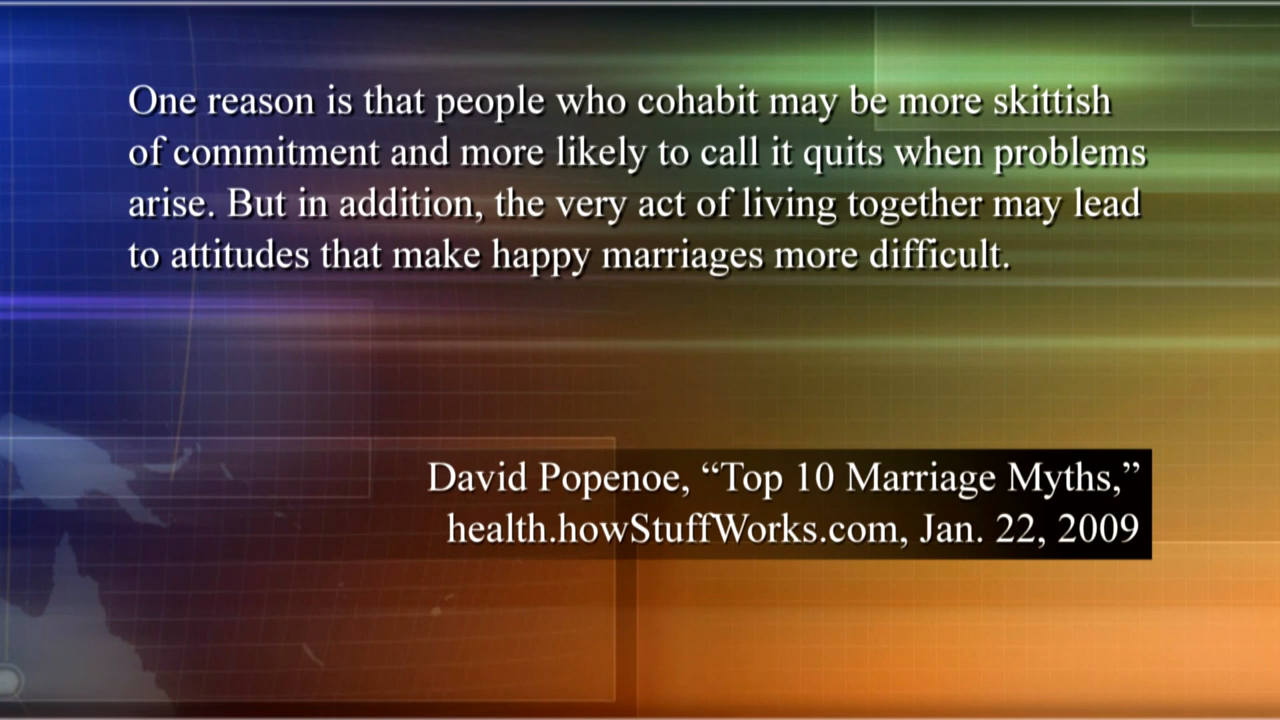 One reason is that people who cohabit may be more skittish
of commitment and more likely to call it quits when problems
arise. But in addition, the very act of living together may lead
to attitudes that make happy marriages more difficult.
David Popenoe, “Top 10 Marriage Myths,”
health.howStuffWorks.com, Jan. 22, 2009